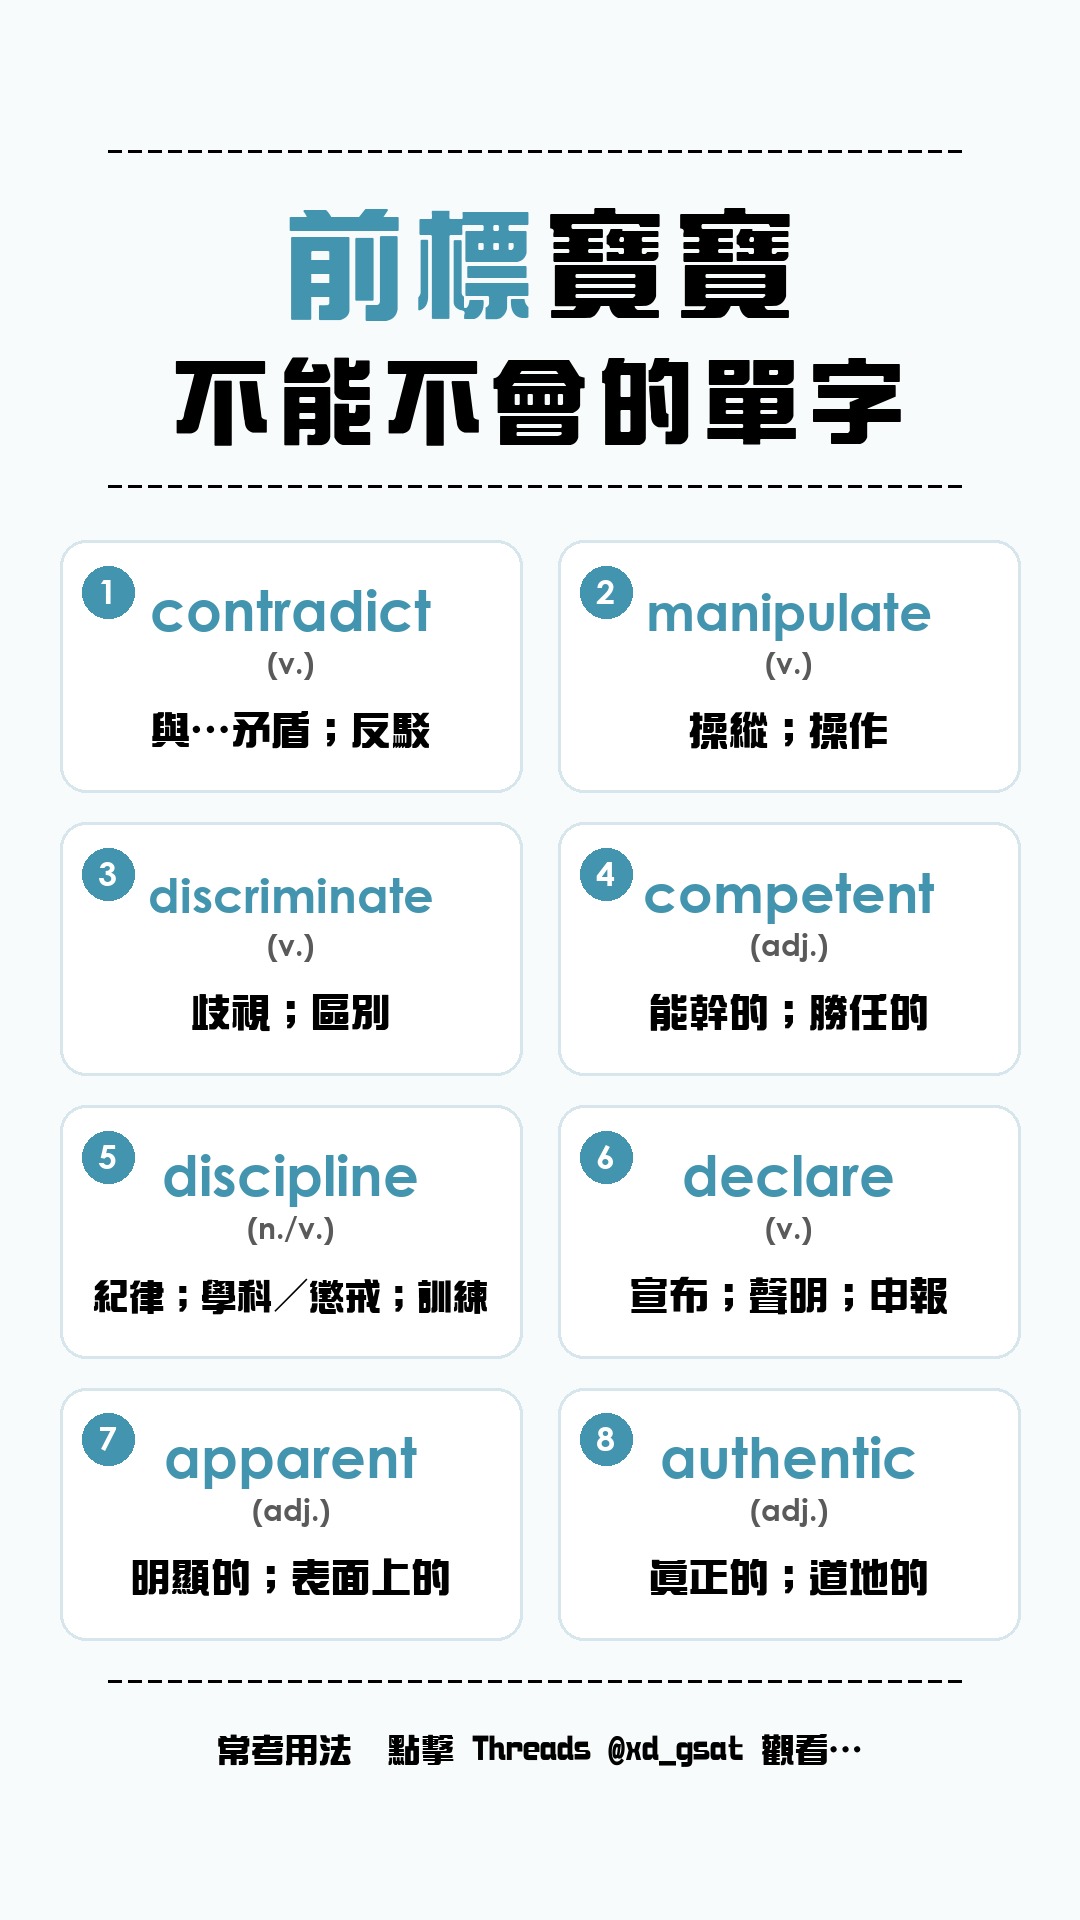 前標寶寶
不能不會的單字
1 contradict
(v.)
與…矛盾；反駁
2 manipulate
(v.)
操縱；操作
3 discriminate
(v.)
歧視；區別
4 competent
(adj.)
能幹的；勝任的
5 discipline
(n./v.)
紀律；學科／懲戒；訓練
6 declare
(v.)
宣布；聲明；申報
7 apparent
(adj.)
明顯的；表面上的
8 authentic
(adj.)
真正的；道地的
常考用法　點擊 Threads @xd_gsat 觀看…